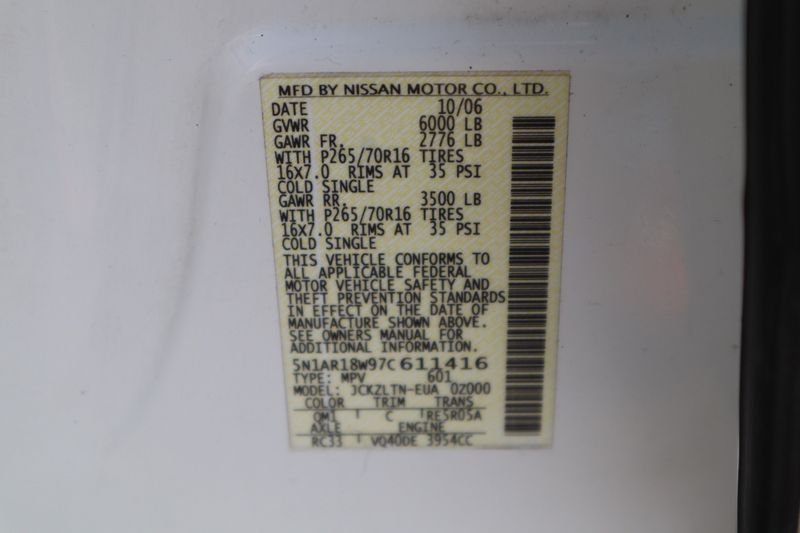 MFD BY NISSAN MOTOR CO., LTD.
DATE 10/06
GVWR 6000 LB
GAWR FR. 2776 LB
WITH P265/70R16 TIRES
16X7.0 RIMS AT 35 PSI
COLD SINGLE
GAWR RR. 3500 LB
WITH P265/70R16 TIRES
16X7.0 RIMS AT 35 PSI
COLD SINGLE
THIS VEHICLE CONFORMS TO
ALL APPLICABLE FEDERAL
MOTOR VEHICLE SAFETY AND
THEFT PREVENTION STANDARDS
IN EFFECT ON THE DATE OF
MANUFACTURE SHOWN ABOVE.
SEE OWNERS MANUAL FOR
ADDITIONAL INFORMATION
5N1AR18W97C 611416
TYPE: MPV 601
MODEL: JCKZLTN-EUA 0Z000
COLOR TRIM TRANS
QM1 C RE5R05A
AXLE ENGINE
RC33 VQ40DE 3954CC